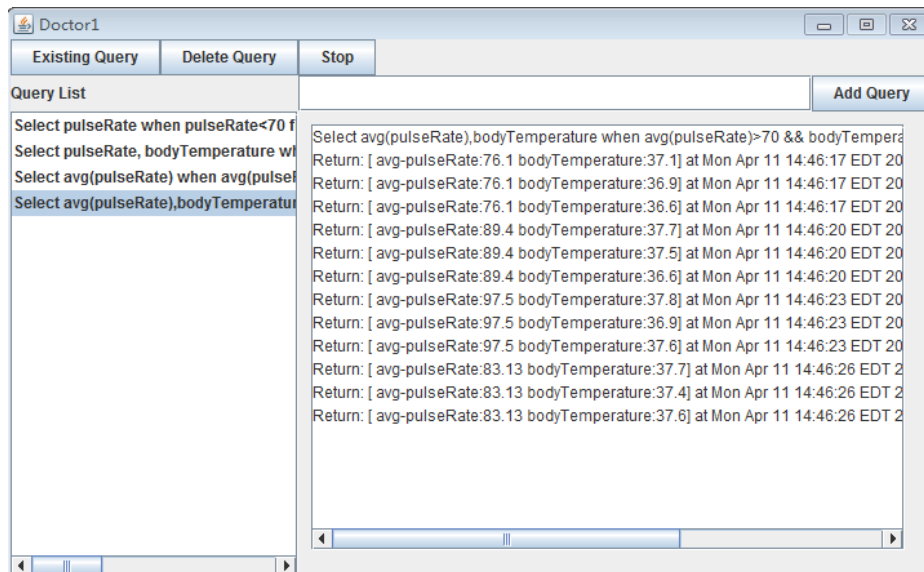 Doctor1
Existing Query Delete Query Stop
Query List Add Query
Select pulseRate when pulseRate<70 f
Select pulseRate, bodyTemperature wh
Select avg(pulseRate) when avg(pulseR
Select avg(pulseRate),bodyTemperatur
Select avg(pulseRate),bodyTemperature when avg(pulseRate)>70 && bodyTempera
Return: [ avg-pulseRate:76.1 bodyTemperature:37.1] at Mon Apr 11 14:46:17 EDT 20
Return: [ avg-pulseRate:76.1 bodyTemperature:36.9] at Mon Apr 11 14:46:17 EDT 20
Return: [ avg-pulseRate:76.1 bodyTemperature:36.6] at Mon Apr 11 14:46:17 EDT 20
Return: [ avg-pulseRate:89.4 bodyTemperature:37.7] at Mon Apr 11 14:46:20 EDT 20
Return: [ avg-pulseRate:89.4 bodyTemperature:37.5] at Mon Apr 11 14:46:20 EDT 20
Return: [ avg-pulseRate:89.4 bodyTemperature:36.6] at Mon Apr 11 14:46:20 EDT 20
Return: [ avg-pulseRate:97.5 bodyTemperature:37.8] at Mon Apr 11 14:46:23 EDT 20
Return: [ avg-pulseRate:97.5 bodyTemperature:36.9] at Mon Apr 11 14:46:23 EDT 20
Return: [ avg-pulseRate:97.5 bodyTemperature:37.6] at Mon Apr 11 14:46:23 EDT 20
Return: [ avg-pulseRate:83.13 bodyTemperature:37.7] at Mon Apr 11 14:46:26 EDT 2
Return: [ avg-pulseRate:83.13 bodyTemperature:37.4] at Mon Apr 11 14:46:26 EDT 2
Return: [ avg-pulseRate:83.13 bodyTemperature:37.6] at Mon Apr 11 14:46:26 EDT 2